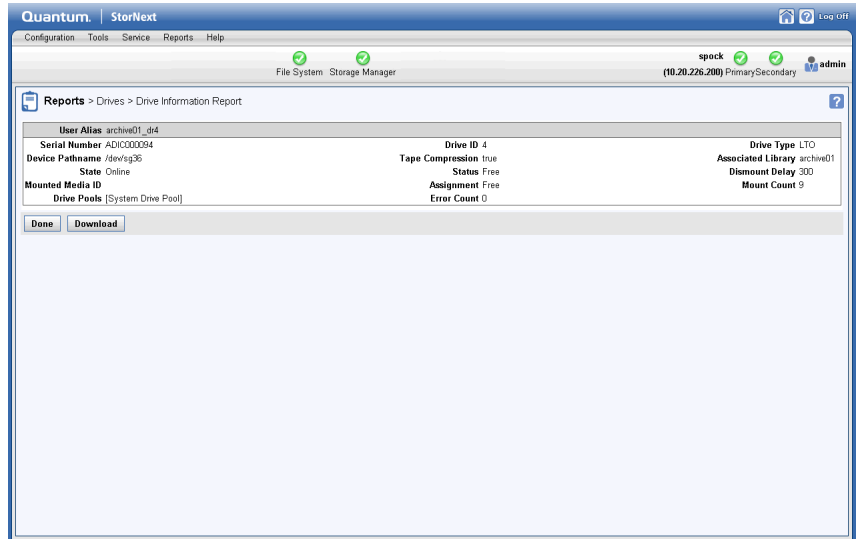 Quantum. | StorNext
Log Off
Configuration Tools Service Reports Help
File System Storage Manager
spock
(10.20.226.200) Primary Secondary
admin
Reports > Drives > Drive Information Report
User Alias archive01_dr4
Serial Number ADIC000094 Drive ID 4 Drive Type LTO
Device Pathname /dev/sg36 Tape Compression true Associated Library archive01
State Online Status Free Dismount Delay 300
Mounted Media ID Assignment Free Mount Count 9
Drive Pools [System Drive Pool] Error Count 0
Done Download